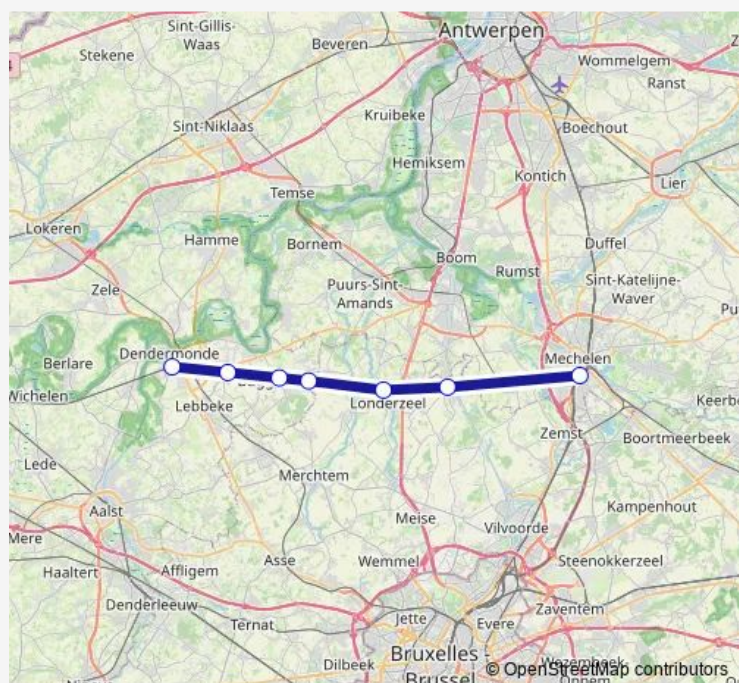 Sint-Gillis-
Waas
Antwerpen
Beveren
Stekene
Wommelgem
Ranst
Kruibeke
Sint-Niklaas
Boechout
Hemiksem
Kontich
Lier
Temse
Lokeren
Hamme
Bornem
Duffel
Boom
Rumst
Zele
Puurs-Sint-
Amands
Sint-Katelijne-
Waver
Pu
Dendermonde
Mechelen
Berlare
Wichelen
Lebbeke
Londerzeel
Keerb
Zemst
Boortmeerbeek
Lede
Merchtem
Aalst
Kampenhout
Meise
Vilvoorde
Mere
Asse
Wemmel
Steenokkerzeel
Haaltert
Affligem
Denderleeuw
Zaventem
Jette
Evere
Ternat
Dilbeek
Bruxelles -
Brussel
© OpenStreetMap contributors